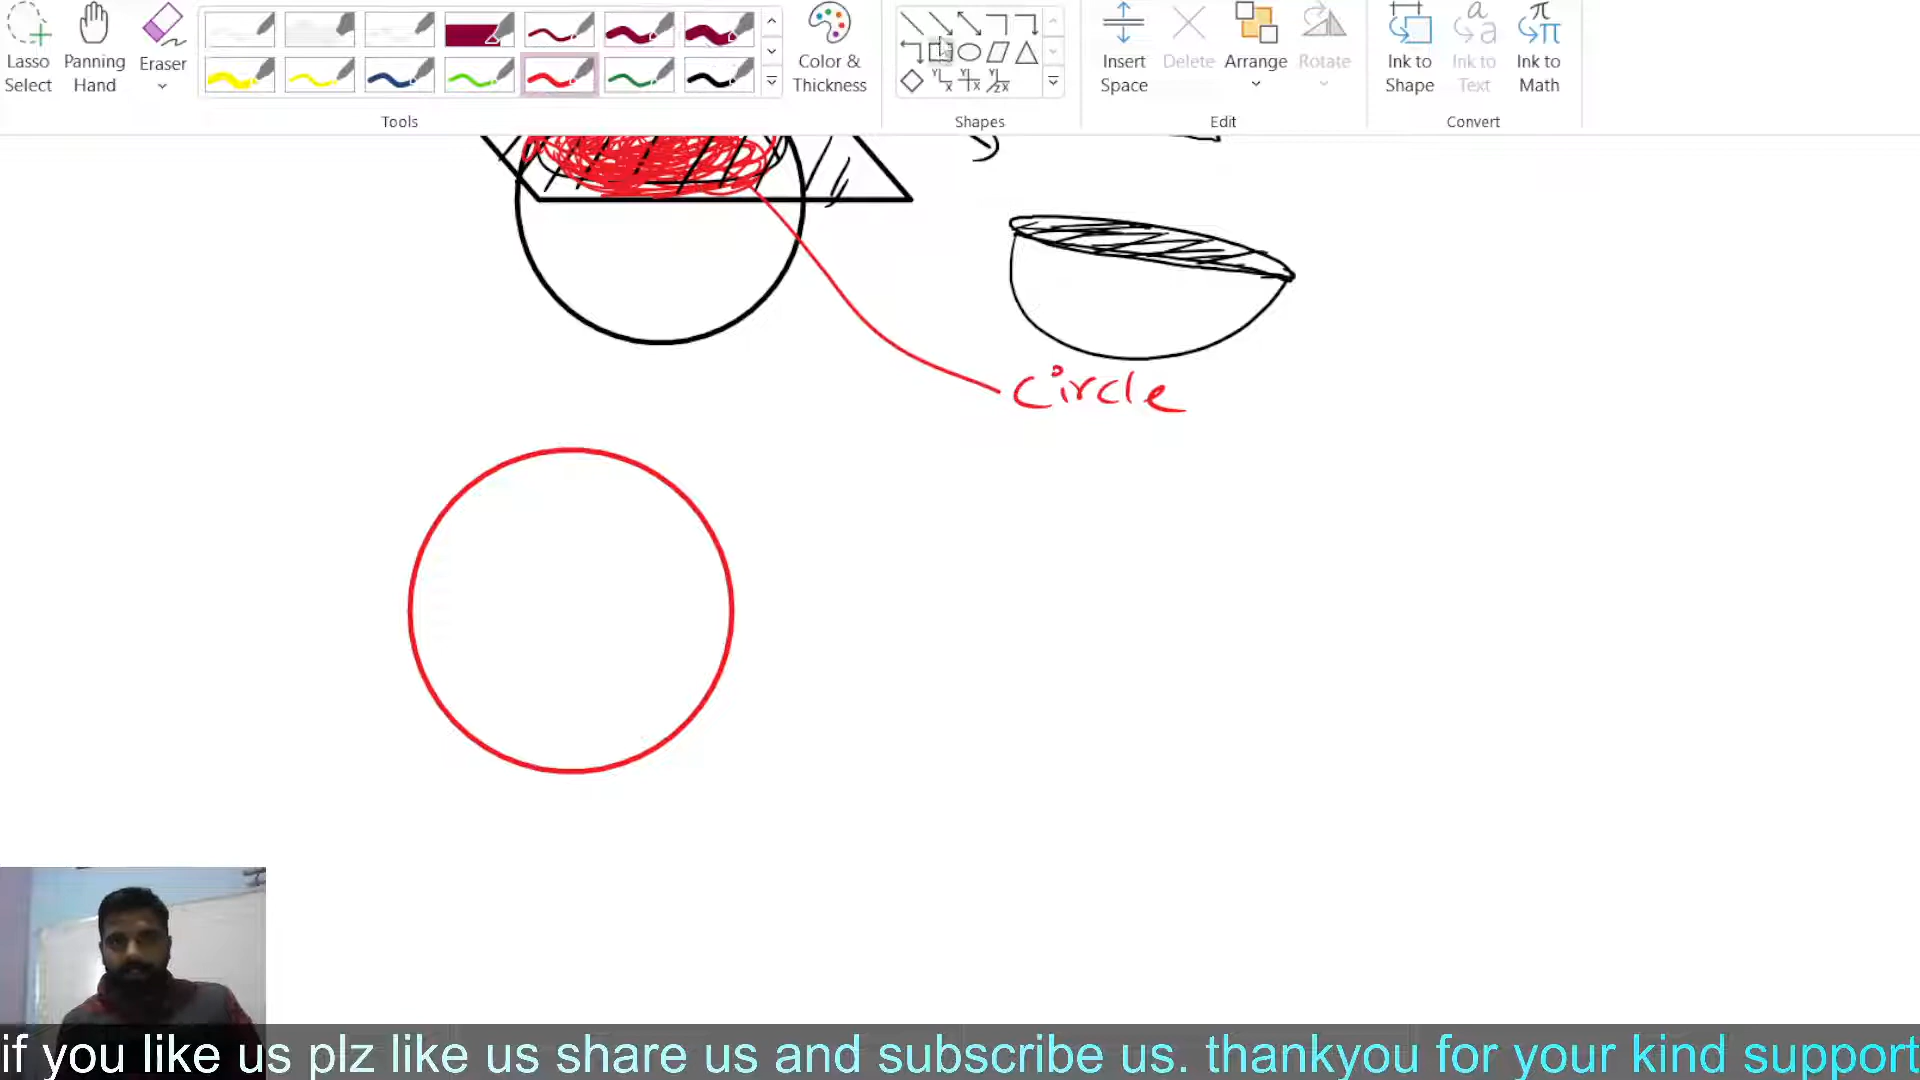 Lasso Select
Panning Hand
Eraser
Color & Thickness
Insert Space
Delete
Arrange
Rotate
Ink to Shape
Ink to Text
Ink to Math
Tools
Shapes
Edit
Convert
Circle
if you like us plz like us share us and subscribe us. thankyou for your kind support